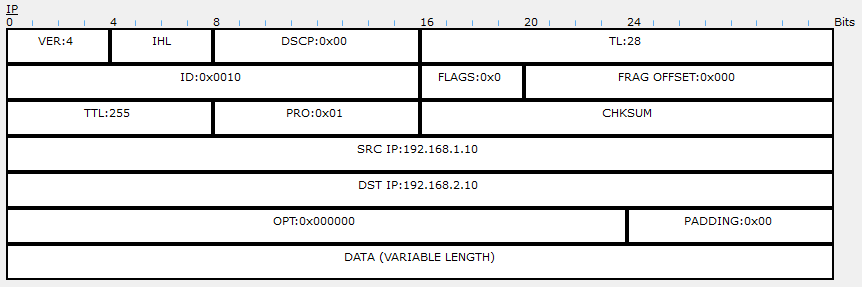 IP
0 4 8 16 20 24 Bits
VER:4 IHL DSCP:0x00 TL:28
ID:0x0010 FLAGS:0x0 FRAG OFFSET:0x000
TTL:255 PRO:0x01 CHKSUM
SRC IP:192.168.1.10
DST IP:192.168.2.10
OPT:0x000000 PADDING:0x00
DATA (VARIABLE LENGTH)